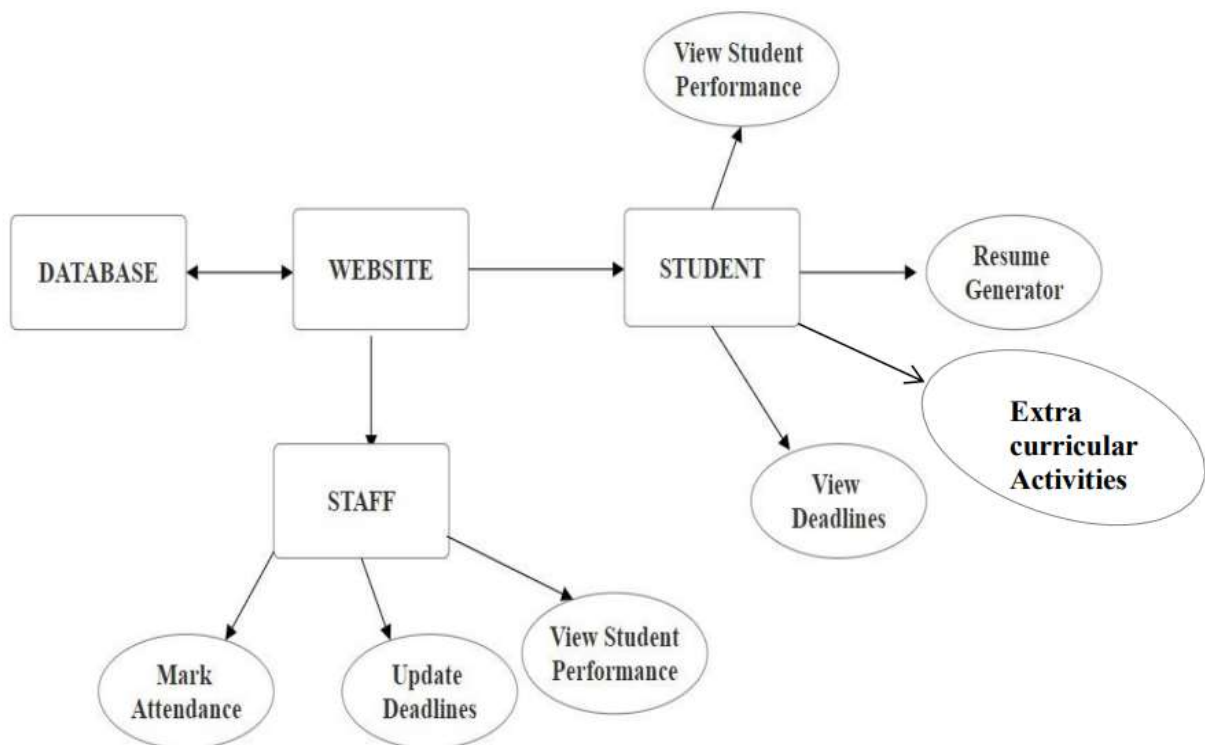 View Student
Performance
DATABASE
WEBSITE
STUDENT
Resume
Generator
Extra
curricular
Activities
View
Deadlines
STAFF
View Student
Performance
Mark
Attendance
Update
Deadlines